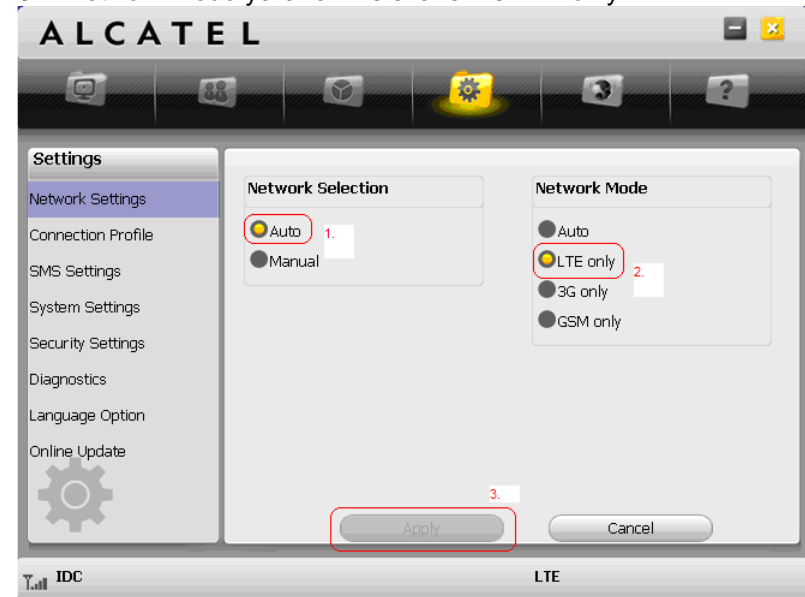 ALCATEL
Settings
Network Settings
Connection Profile
SMS Settings
System Settings
Security Settings
Diagnostics
Language Option
Online Update
Network Selection
Auto 1.
Manual
Network Mode
Auto
LTE only 2.
3G only
GSM only
3.
Apply
Cancel
IDC
LTE